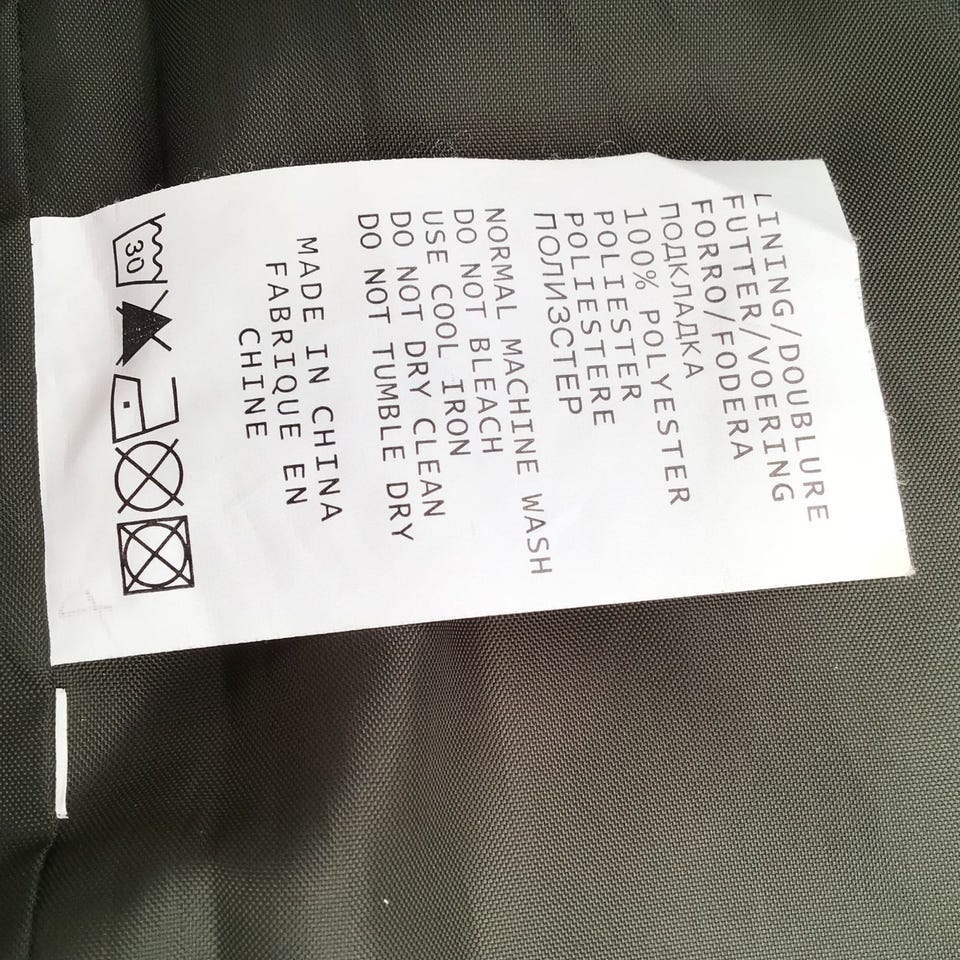 LINING/DOUBLURE
FUTTER/VOERING
FORRO/FODERA
ПОДКЛАДКА
100% POLYESTER
POLIESTER
POLIESTERE
ПОЛИЗСТЕР
NORMAL MACHINE WASH
DO NOT BLEACH
USE COOL IRON
DO NOT DRY CLEAN
DO NOT TUMBLE DRY
MADE IN CHINA
FABRIQUE EN
CHINE
30